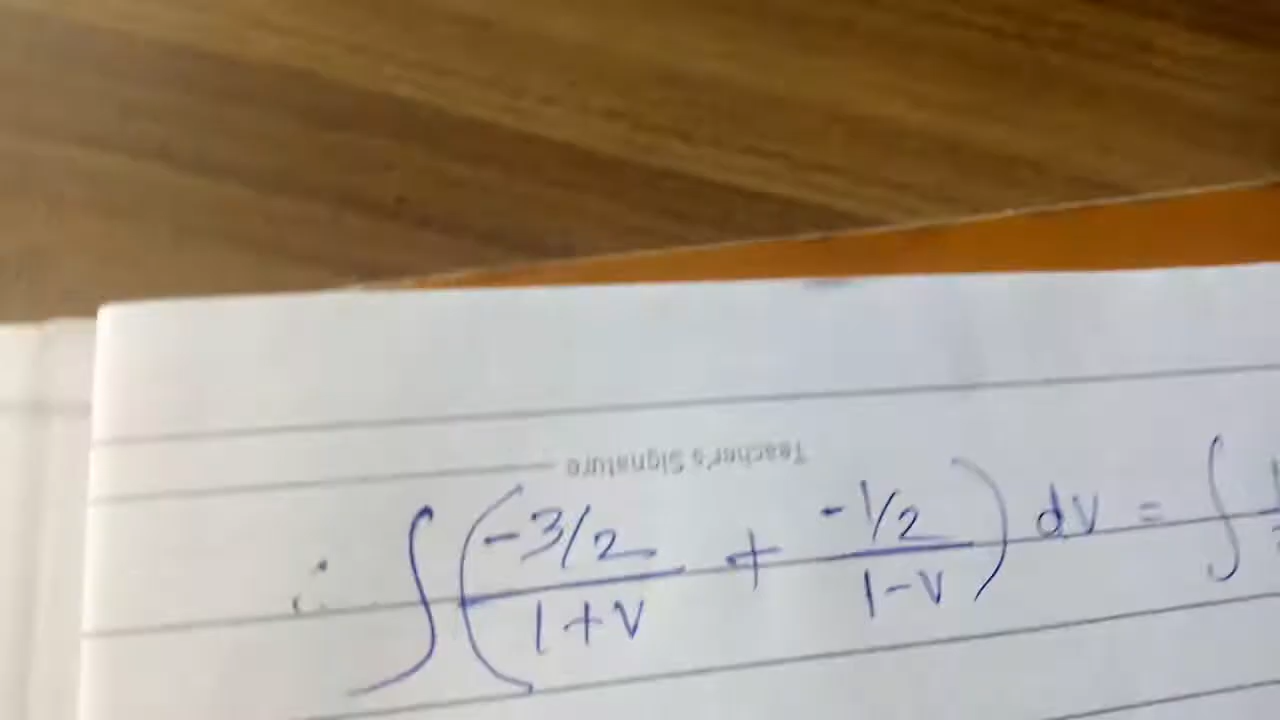 Teacher's Signature
∴ ∫ ( (-3/2)/(1+v) + (-1/2)/(1-v) ) dv = ∫